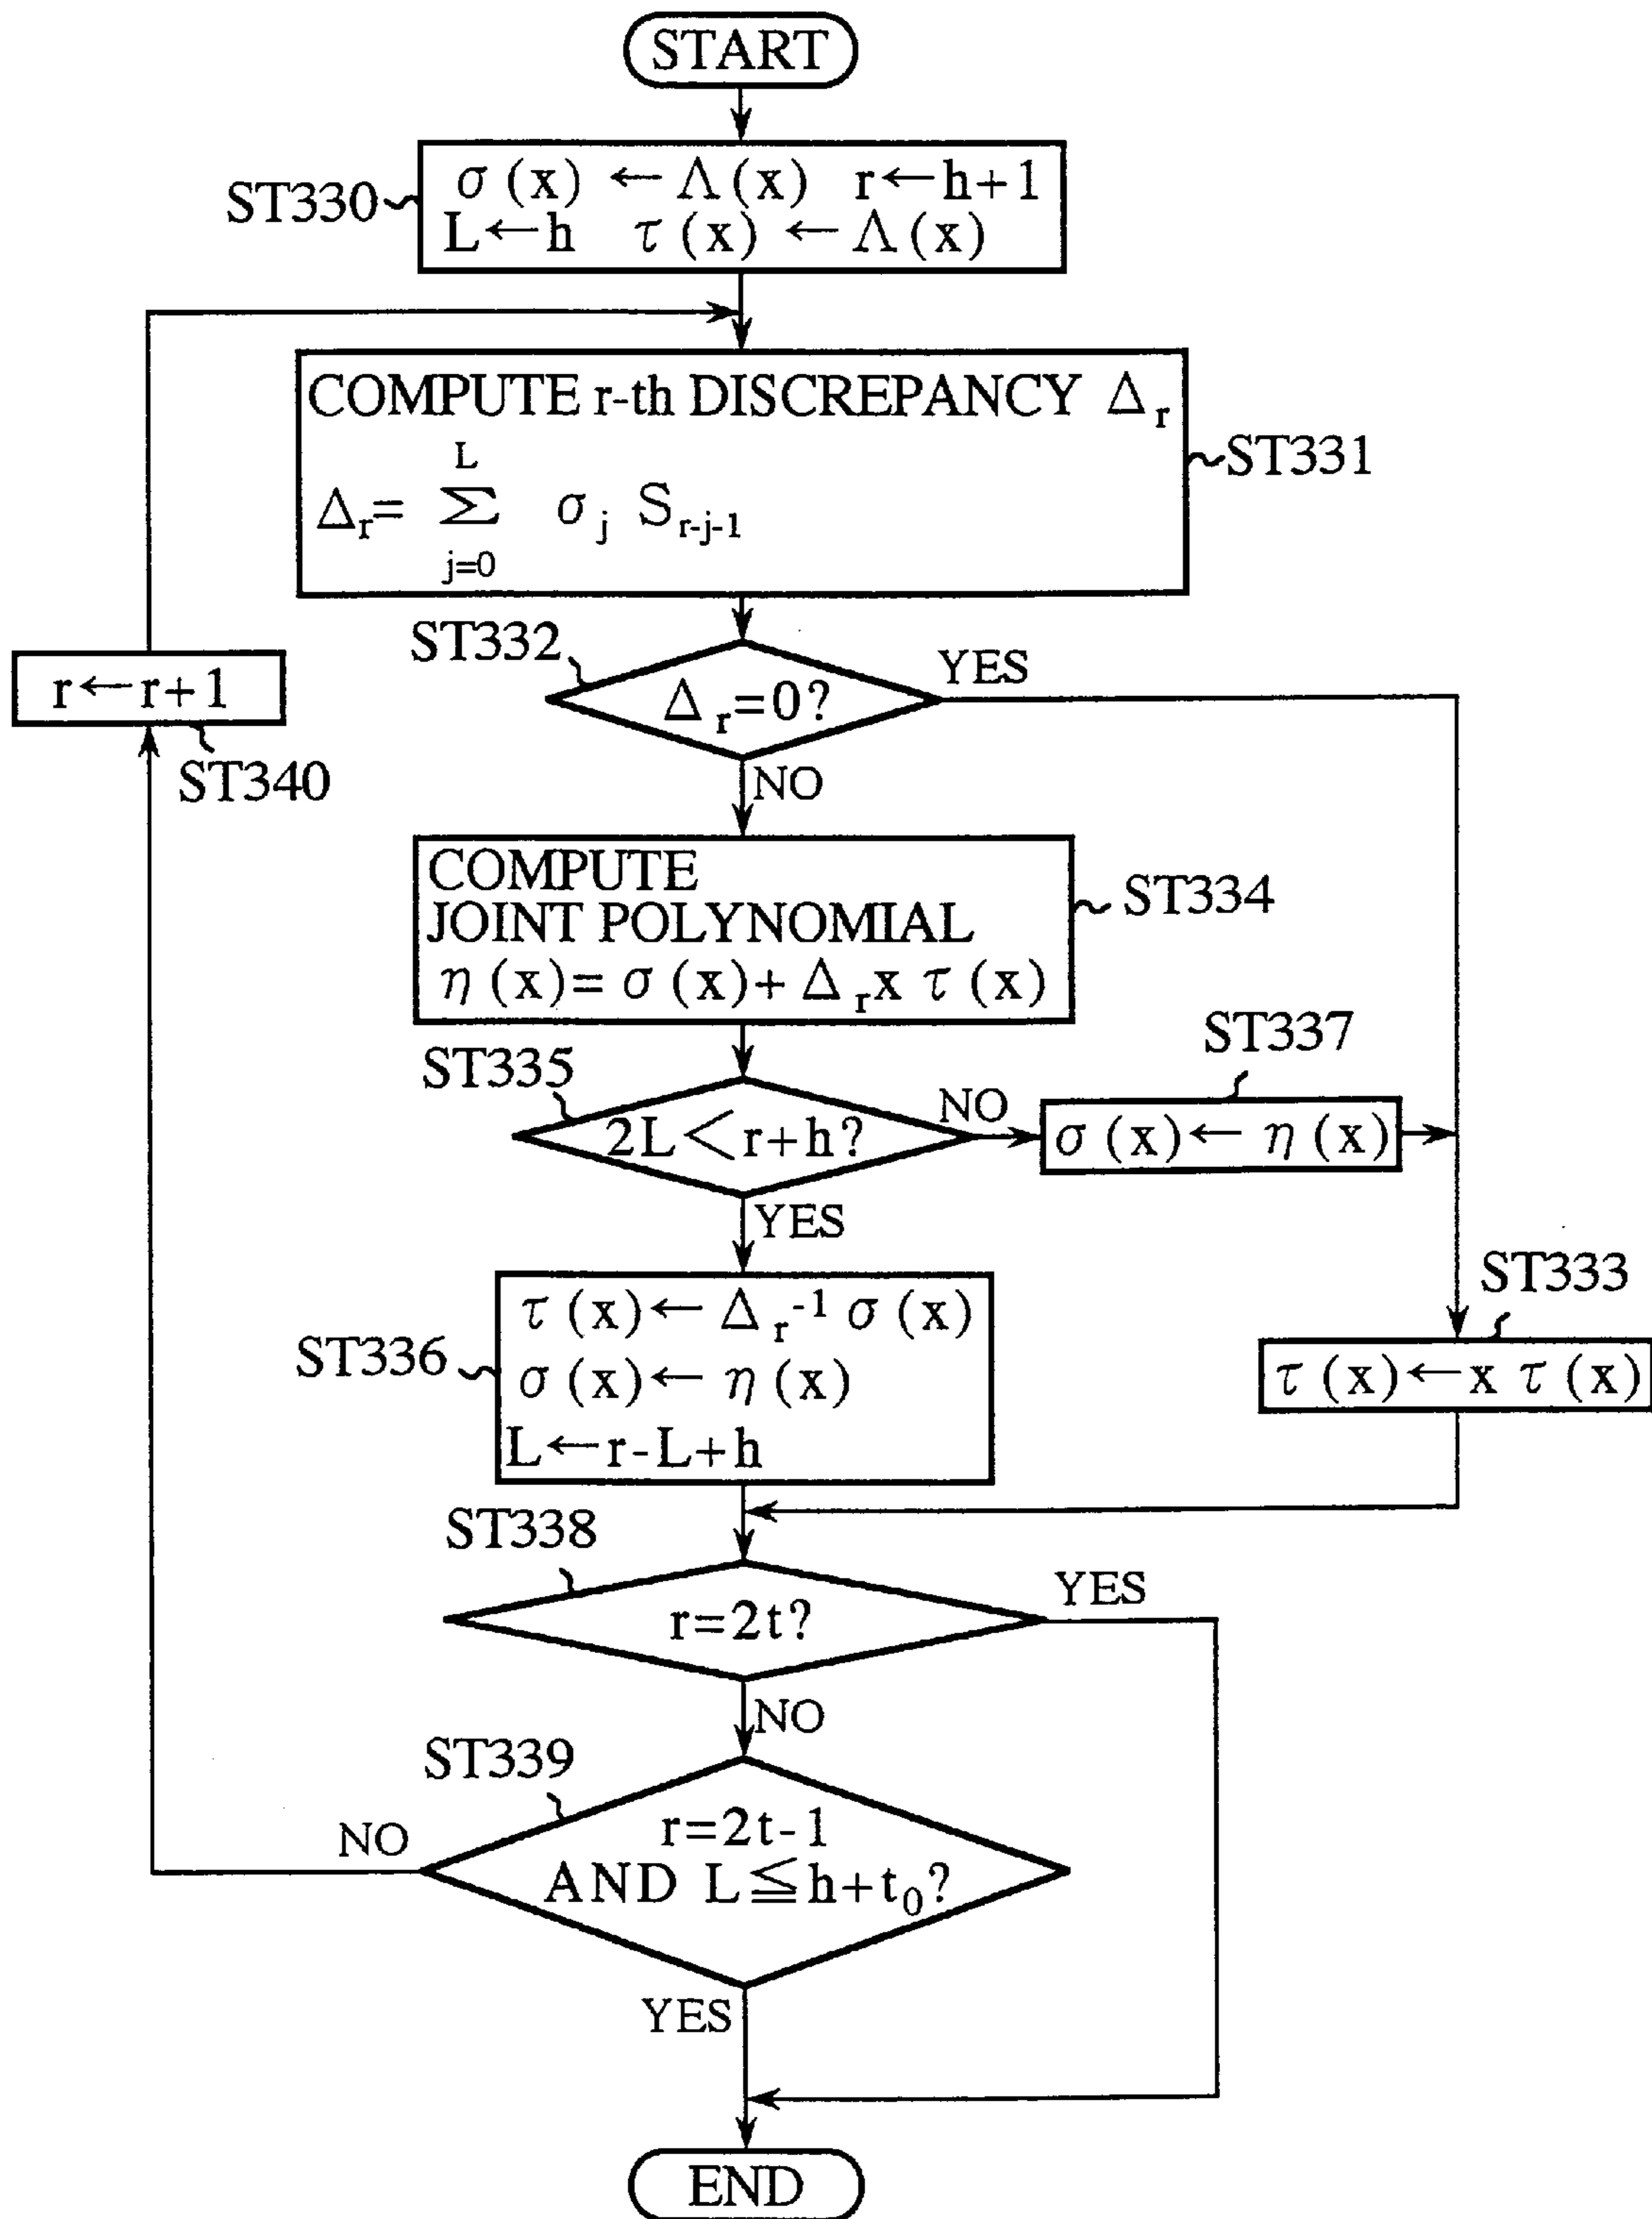 START
ST330
σ (x) ← Λ(x) r←h+1
L←h τ (x) ← Λ(x)
COMPUTE r-th DISCREPANCY Δr
Δr= L Σ j=0 σj Sr-j-1
ST331
ST332
Δr=0?
YES
NO
r←r+1
ST340
COMPUTE
JOINT POLYNOMIAL
η (x)= σ (x)+ Δr x τ (x)
ST334
ST335
2L<r+h?
NO
YES
ST337
σ (x)← η (x)
ST336
τ (x)← Δr⁻¹ σ (x)
σ (x)← η (x)
L←r-L+h
ST333
τ (x)←x τ (x)
ST338
r=2t?
YES
NO
ST339
r=2t-1
AND L≦h+t₀?
NO
YES
END